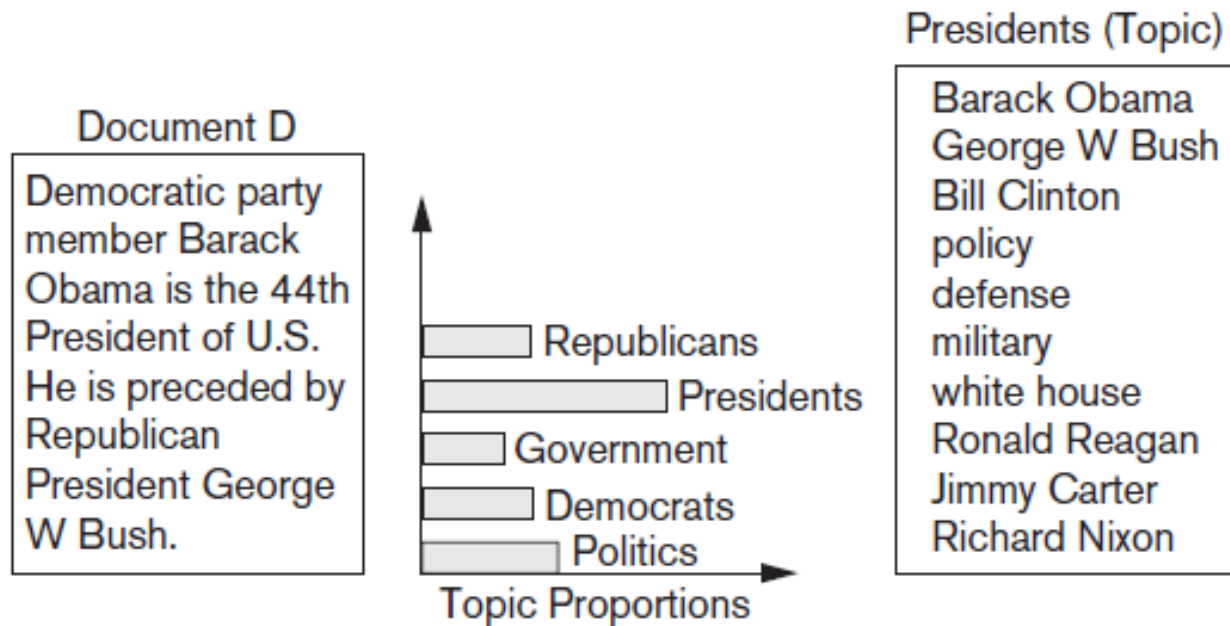 Document D
Democratic party
member Barack
Obama is the 44th
President of U.S.
He is preceded by
Republican
President George
W Bush.
Republicans
Presidents
Government
Democrats
Politics
Topic Proportions
Presidents (Topic)
Barack Obama
George W Bush
Bill Clinton
policy
defense
military
white house
Ronald Reagan
Jimmy Carter
Richard Nixon